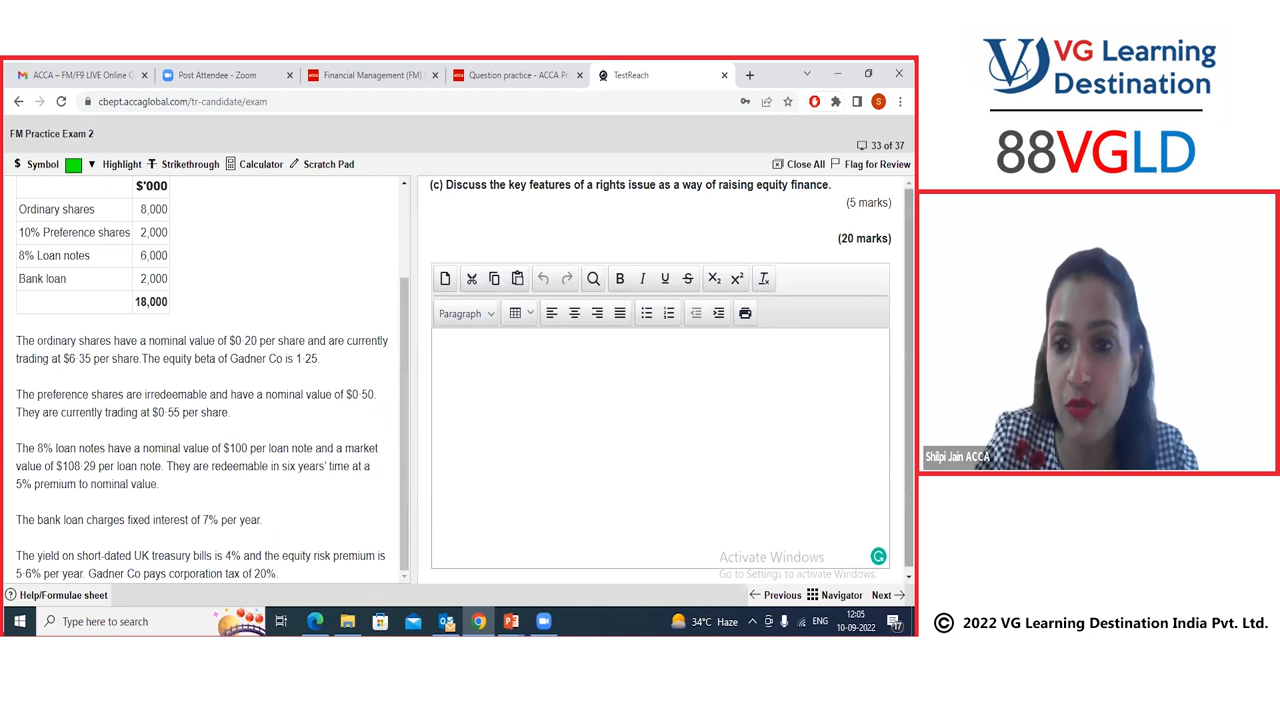 ACCA – FM/F9 LIVE Online C
Post Attendee - Zoom
Financial Management (FM)
Question practice - ACCA Pr
TestReach
cbept.accaglobal.com/tr-candidate/exam
S
FM Practice Exam 2
33 of 37
$ Symbol
Highlight
Strikethrough
Calculator
Scratch Pad
Close All
Flag for Review
$'000
Ordinary shares 8,000
10% Preference shares 2,000
8% Loan notes 6,000
Bank loan 2,000
18,000
The ordinary shares have a nominal value of $0·20 per share and are currently
trading at $6·35 per share.The equity beta of Gadner Co is 1·25.
The preference shares are irredeemable and have a nominal value of $0·50.
They are currently trading at $0·55 per share.
The 8% loan notes have a nominal value of $100 per loan note and a market
value of $108·29 per loan note. They are redeemable in six years' time at a
5% premium to nominal value.
The bank loan charges fixed interest of 7% per year.
The yield on short-dated UK treasury bills is 4% and the equity risk premium is
5·6% per year. Gadner Co pays corporation tax of 20%.
(c) Discuss the key features of a rights issue as a way of raising equity finance.
(5 marks)
(20 marks)
B I U S X₂ X² Iₓ
Paragraph
Activate Windows
Go to Settings to activate Windows.
Help/Formulae sheet
Previous
Navigator
Next
Type here to search
34°C Haze
ENG
12:05
10-09-2022
17
VG Learning
Destination
88VGLD
Shilpi Jain ACCA
© 2022 VG Learning Destination India Pvt. Ltd.